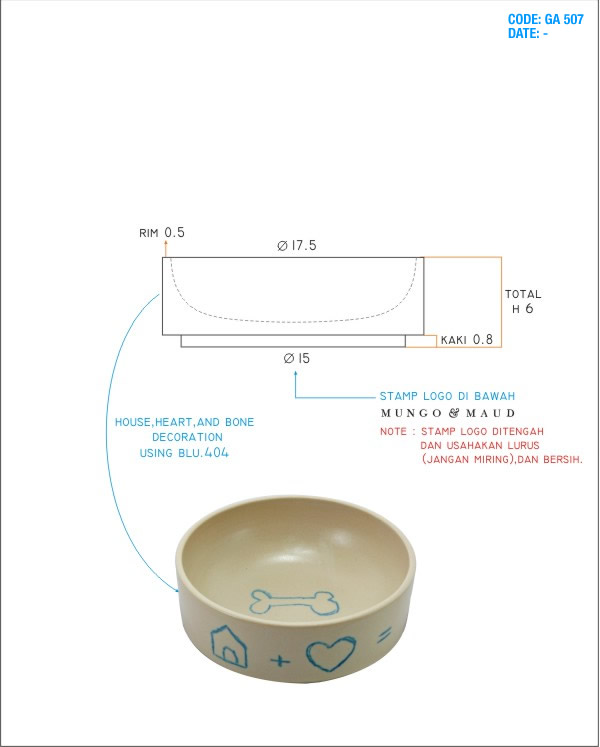 CODE: GA 507
DATE: -
RIM 0.5
Ø 17.5
TOTAL
H 6
KAKI 0.8
Ø 15
STAMP LOGO DI BAWAH
MUNGO & MAUD
NOTE : STAMP LOGO DITENGAH
DAN USAHAKAN LURUS
(JANGAN MIRING),DAN BERSIH.
HOUSE,HEART,AND BONE
DECORATION
USING BLU.404
+ =